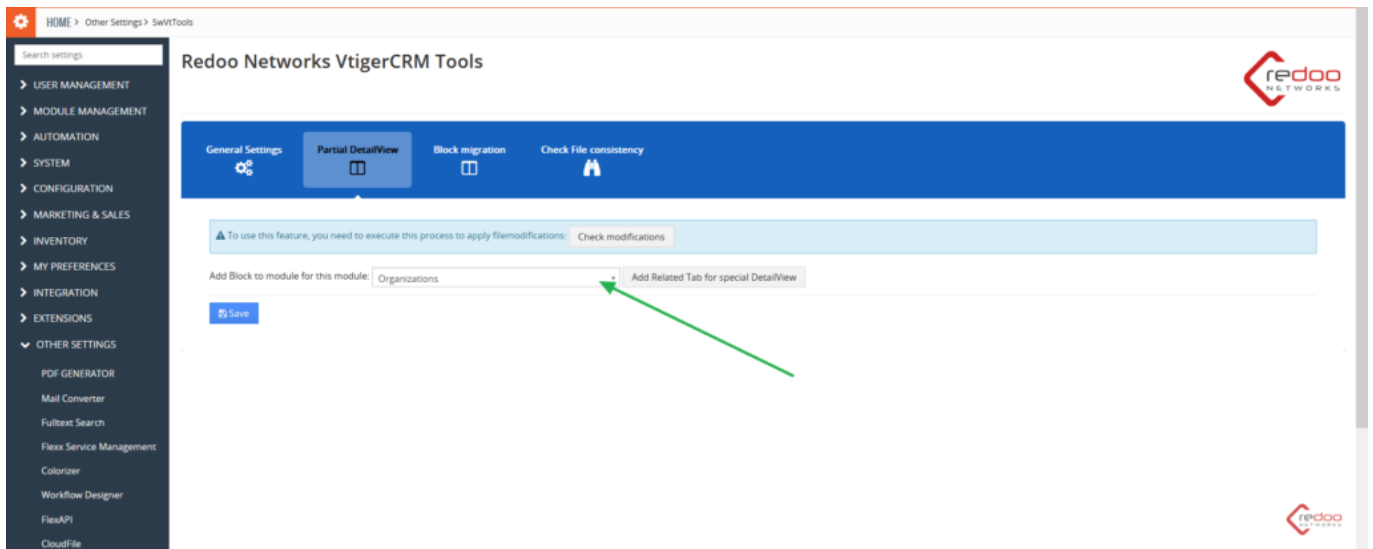 HOME > Other Settings > SwVtTools
Search settings
USER MANAGEMENT
MODULE MANAGEMENT
AUTOMATION
SYSTEM
CONFIGURATION
MARKETING & SALES
INVENTORY
MY PREFERENCES
INTEGRATION
EXTENSIONS
OTHER SETTINGS
PDF GENERATOR
Mail Converter
Fulltext Search
Flexx Service Management
Colorizer
Workflow Designer
FlexAPI
CloudFile
Redoo Networks VtigerCRM Tools
redoo
NETWORKS
General Settings Partial DetailView Block migration Check File consistency
To use this feature, you need to execute this process to apply filemodifications: Check modifications
Add Block to module for this module: Organizations Add Related Tab for special DetailView
Save
redoo
NETWORKS